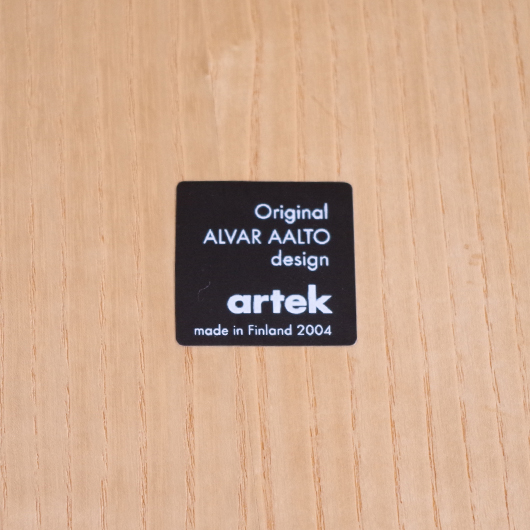 Original
ALVAR AALTO
design
artek
made in Finland 2004